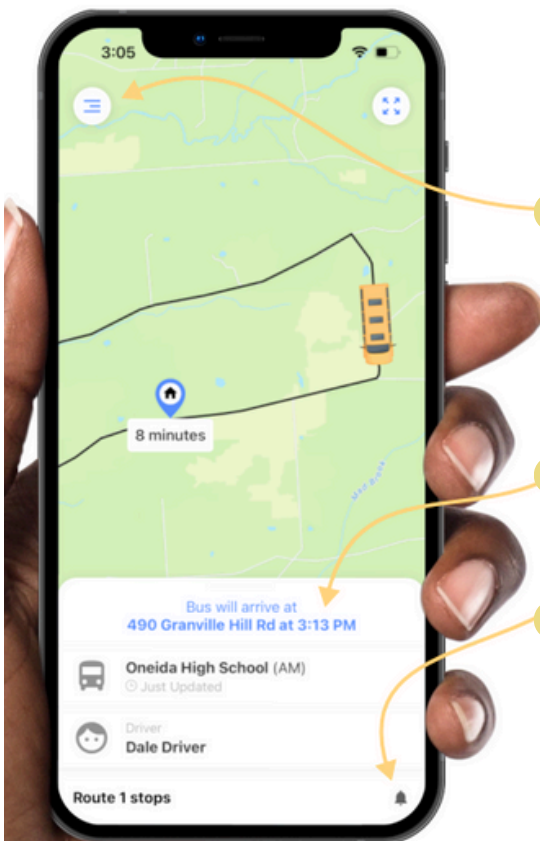 3:05
8 minutes
Bus will arrive at
490 Granville Hill Rd at 3:13 PM
Oneida High School (AM)
Just Updated
Driver
Dale Driver
Route 1 stops